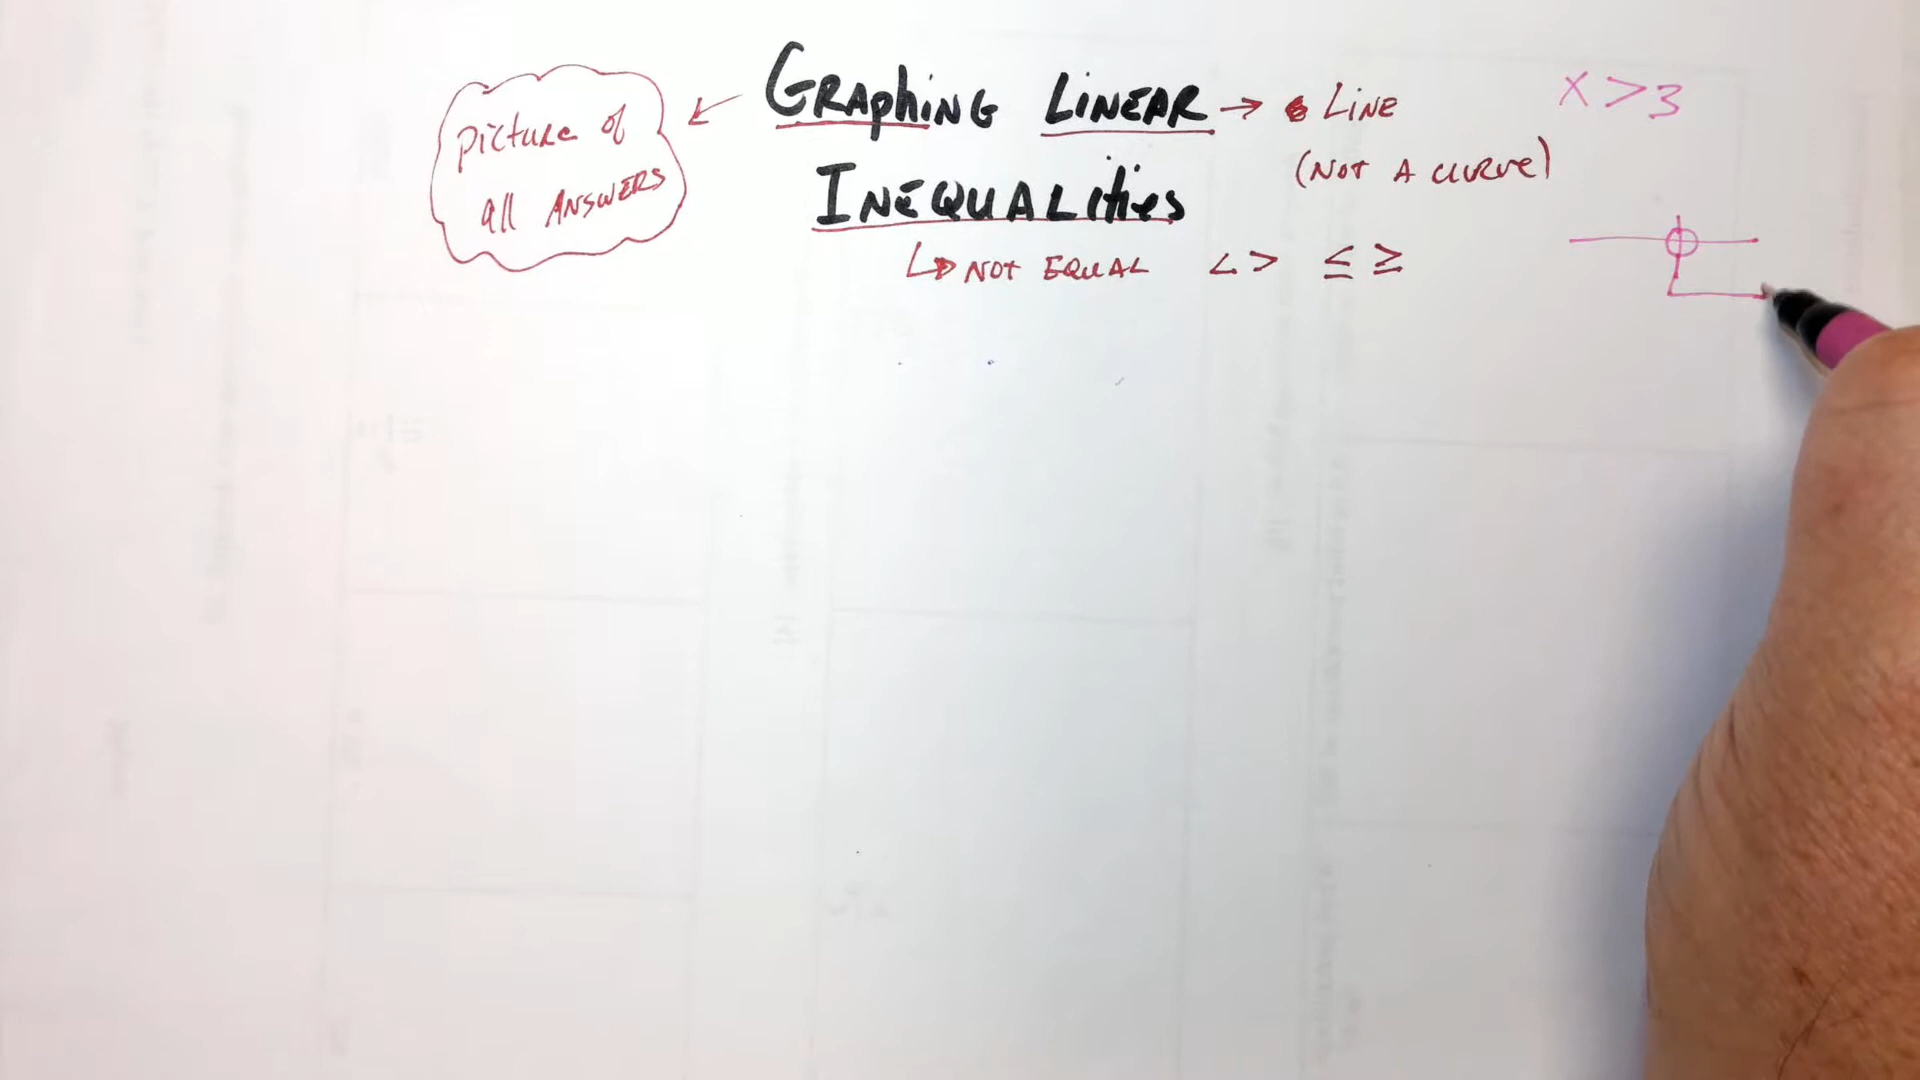 GRAphiNG LiNEAR → LiNE
INEQUALities
(NOT A CURVE)
picture of
all ANSWERS
NOT EQUAL < > ≤ ≥
X > 3